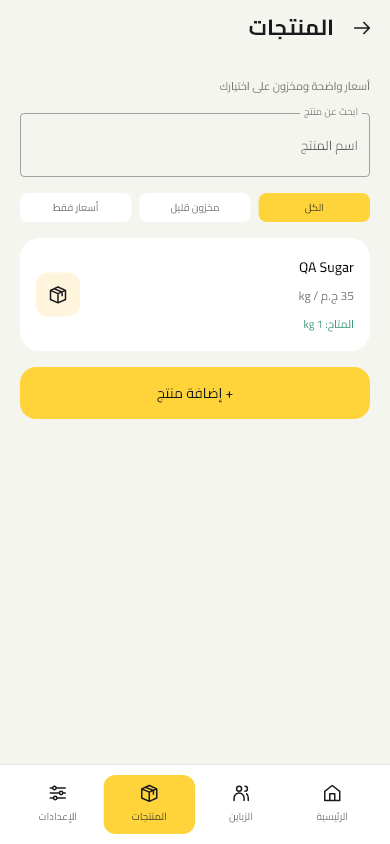 المنتجات
أسعار واضحة ومخزون على اختيارك
ابحث عن منتج
اسم المنتج
الكل
مخزون قليل
أسعار فقط
QA Sugar
35 ج.م / kg
المتاح: 1 kg
+ إضافة منتج
الرئيسية
الزباين
المنتجات
الإعدادات